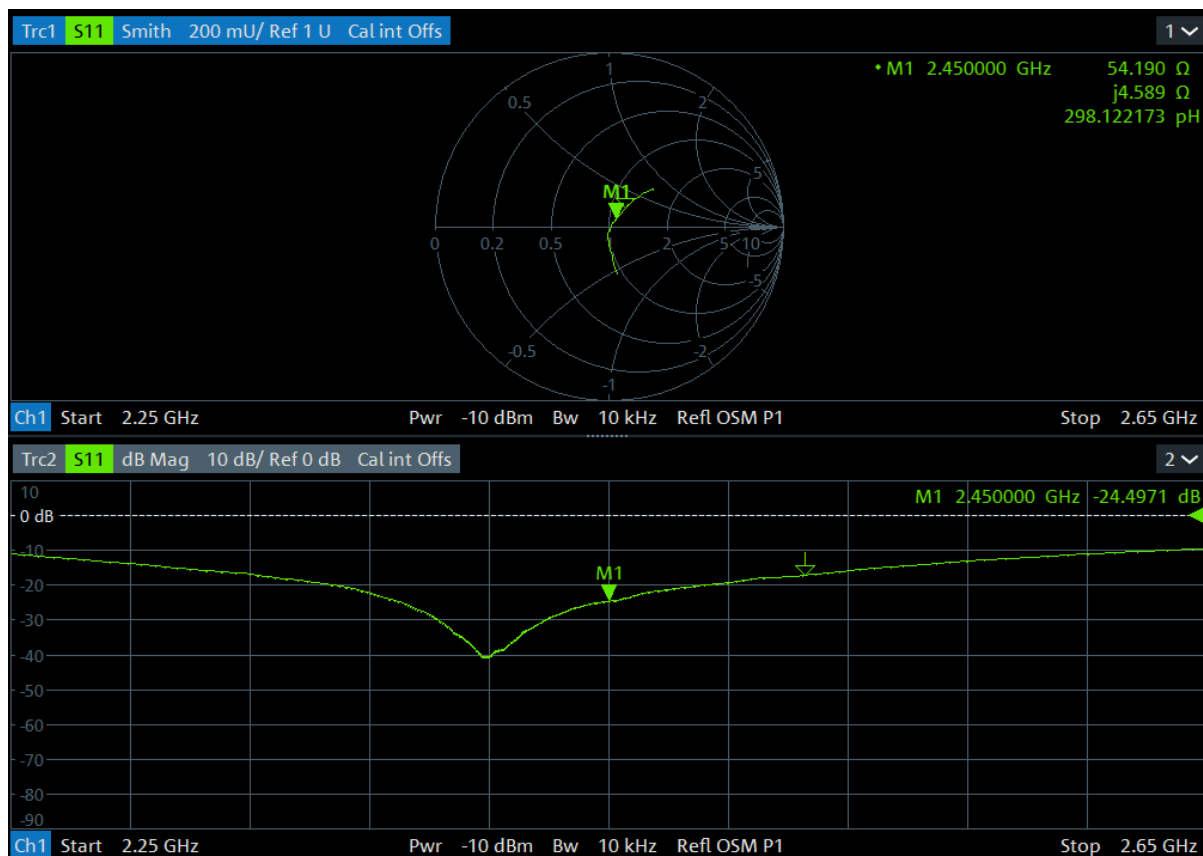 Trc1 S11 Smith 200 mU/ Ref 1 U Cal int Offs 1
• M1 2.450000 GHz 54.190 Ω
j4.589 Ω
298.122173 pH
1
0.5 2
5
M1
0 0.2 0.5 1 2 5 10
-5
-0.5 -2
-1
Ch1 Start 2.25 GHz Pwr -10 dBm Bw 10 kHz Refl OSM P1 Stop 2.65 GHz
Trc2 S11 dB Mag 10 dB/ Ref 0 dB Cal int Offs 2
10
M1 2.450000 GHz -24.4971 dB
0 dB
-10
M1
-20
-30
-40
-50
-60
-70
-80
-90
Ch1 Start 2.25 GHz Pwr -10 dBm Bw 10 kHz Refl OSM P1 Stop 2.65 GHz